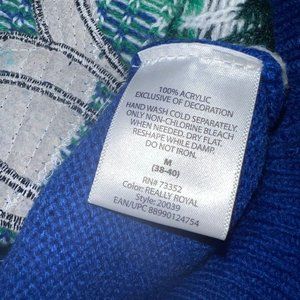 100% ACRYLIC
EXCLUSIVE OF DECORATION
HAND WASH COLD SEPARATELY.
ONLY NON-CHLORINE BLEACH
WHEN NEEDED. DRY FLAT.
RESHAPE WHILE DAMP.
DO NOT IRON.
M
(38-40)
RN# 73352
Color: REALLY ROYAL
Style: 20039
EAN/UPC 88990124754